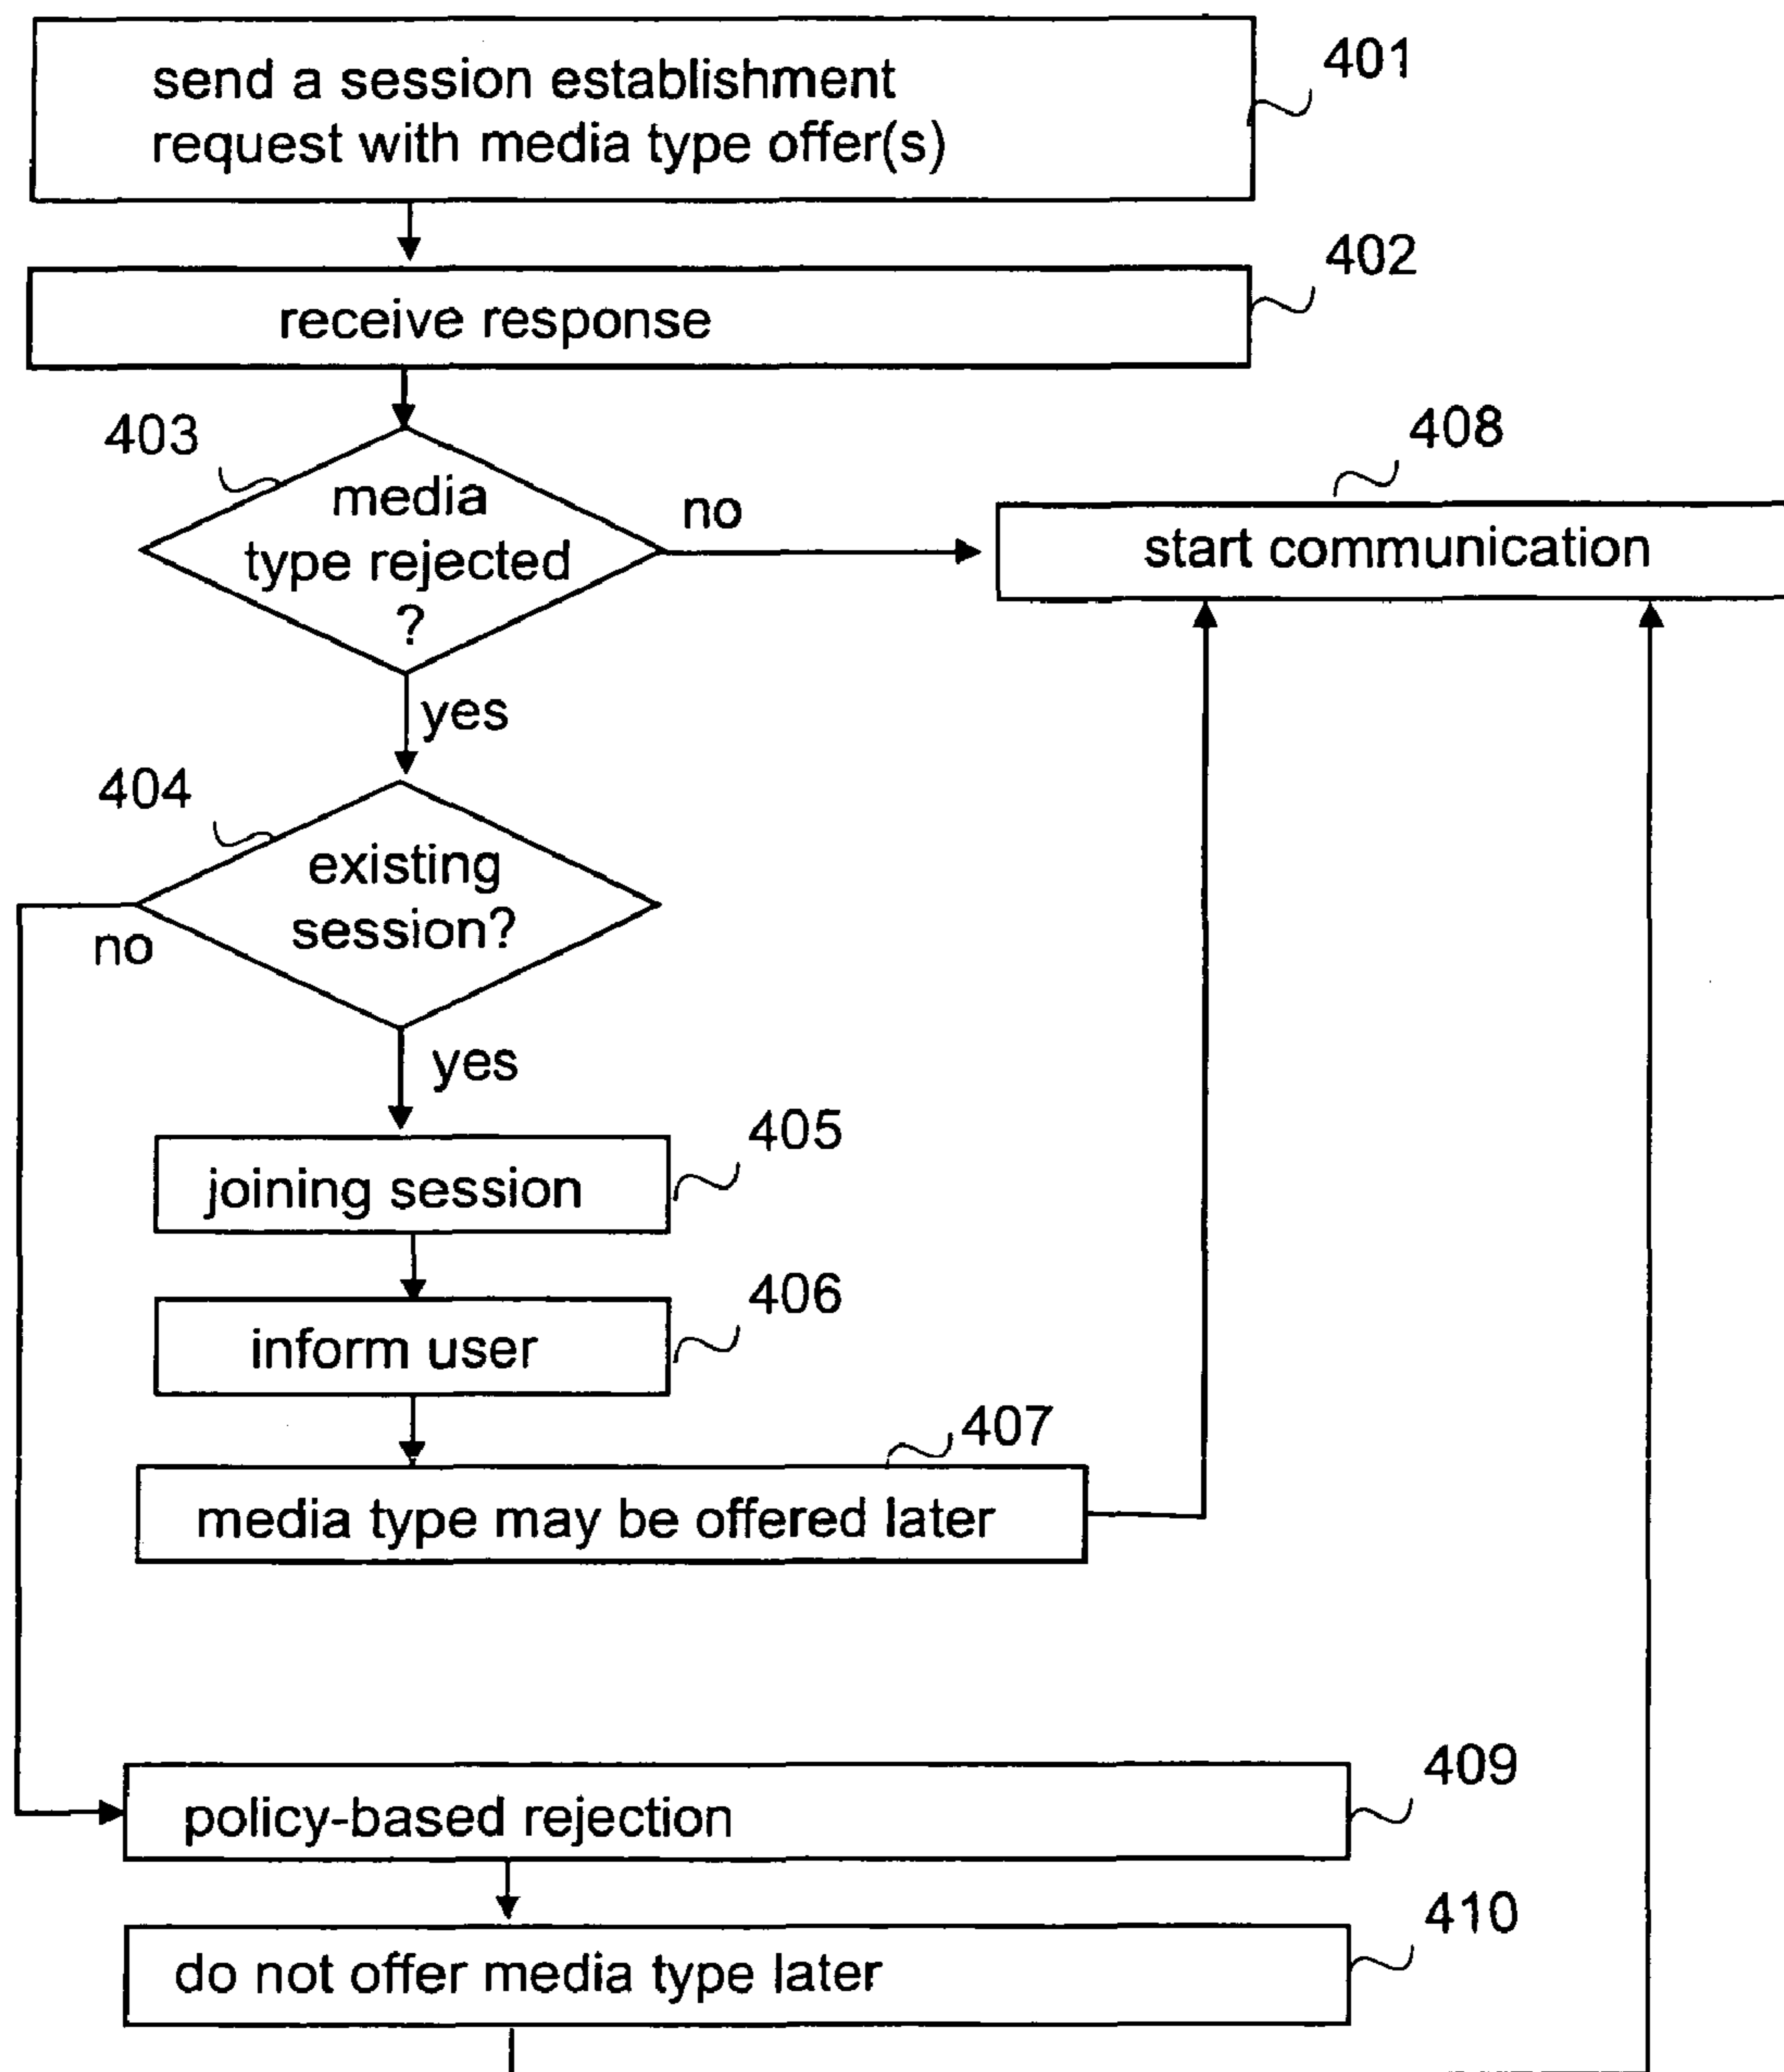 send a session establishment
request with media type offer(s)
401
receive response
402
403
media
type rejected
?
no
408
start communication
yes
404
existing
session?
no
yes
405
joining session
406
inform user
407
media type may be offered later
409
policy-based rejection
410
do not offer media type later